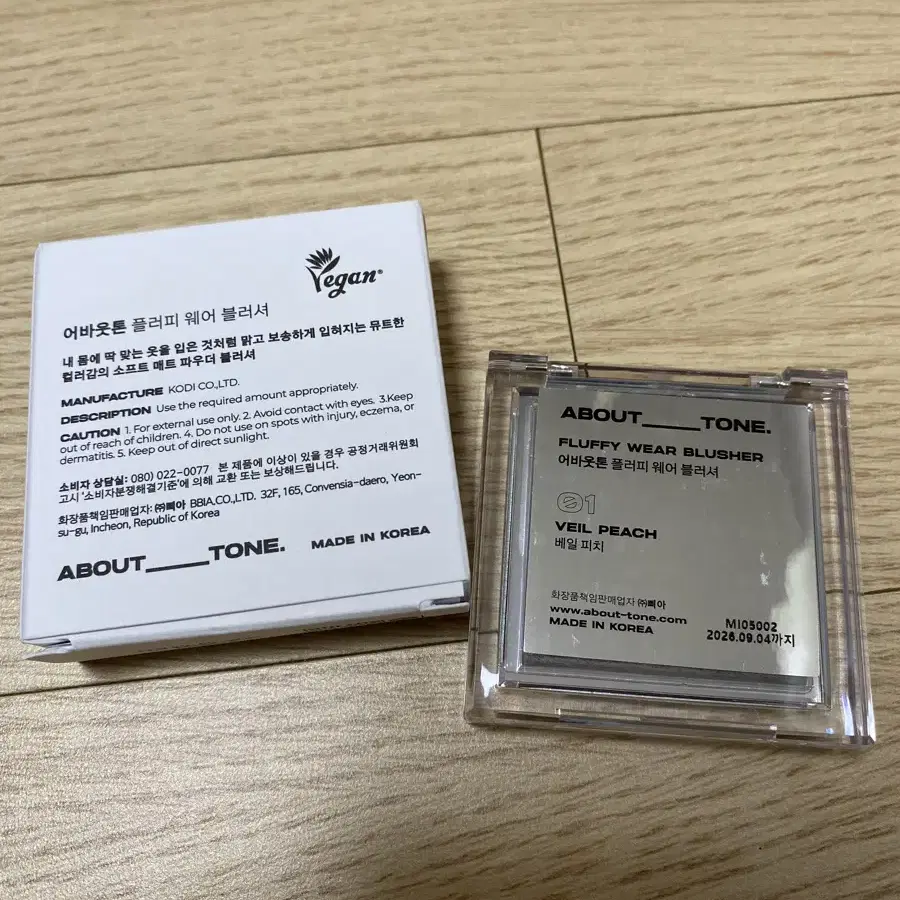 Vegan®
어바웃톤 플러피 웨어 블러셔
내 몸에 딱 맞는 옷을 입은 것처럼 맑고 보송하게 입혀지는 뮤트한
컬러감의 소프트 매트 파우더 블러셔
MANUFACTURE KODI CO.,LTD.
DESCRIPTION Use the required amount appropriately.
CAUTION 1. For external use only. 2. Avoid contact with eyes. 3.Keep
out of reach of children. 4. Do not use on spots with injury, eczema, or
dermatitis. 5. Keep out of direct sunlight.
소비자 상담실: 080) 022-0077 본 제품에 이상이 있을 경우 공정거래위원회
고시 '소비자분쟁해결기준'에 의해 교환 또는 보상해드립니다.
화장품책임판매업자: ㈜삐아 BBIA.CO.,LTD. 32F, 165, Convensia-daero, Yeon-
su-gu, Incheon, Republic of Korea
ABOUT____TONE. MADE IN KOREA
ABOUT____TONE.
FLUFFY WEAR BLUSHER
어바웃톤 플러피 웨어 블러셔
01
VEIL PEACH
베일 피치
화장품책임판매업자 ㈜삐아
www.about-tone.com
MADE IN KOREA
MI05002
2026.09.04까지